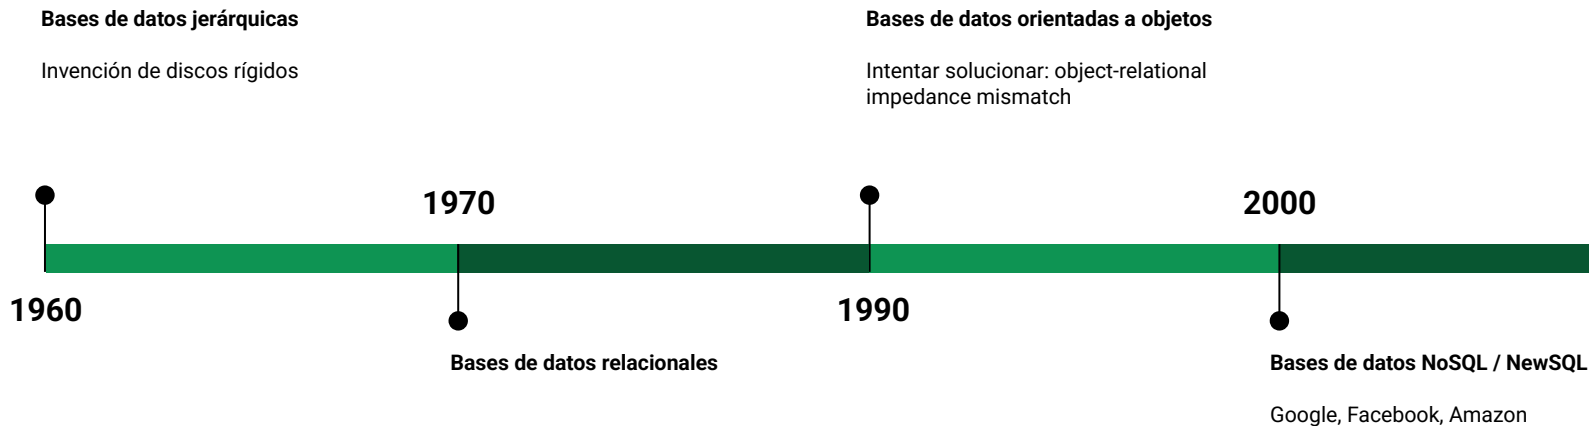 Bases de datos jerárquicas
Invención de discos rígidos
Bases de datos orientadas a objetos
Intentar solucionar: object-relational
impedance mismatch
1970
2000
1960
1990
Bases de datos relacionales
Bases de datos NoSQL / NewSQL
Google, Facebook, Amazon